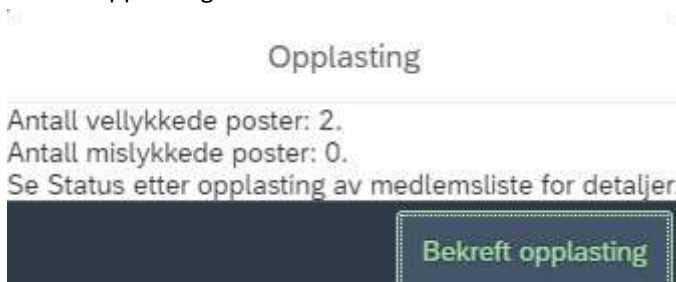 Opplasting
Antall vellykkede poster: 2.
Antall mislykkede poster: 0.
Se Status etter opplasting av medlemsliste for detaljer.
Bekreft opplasting